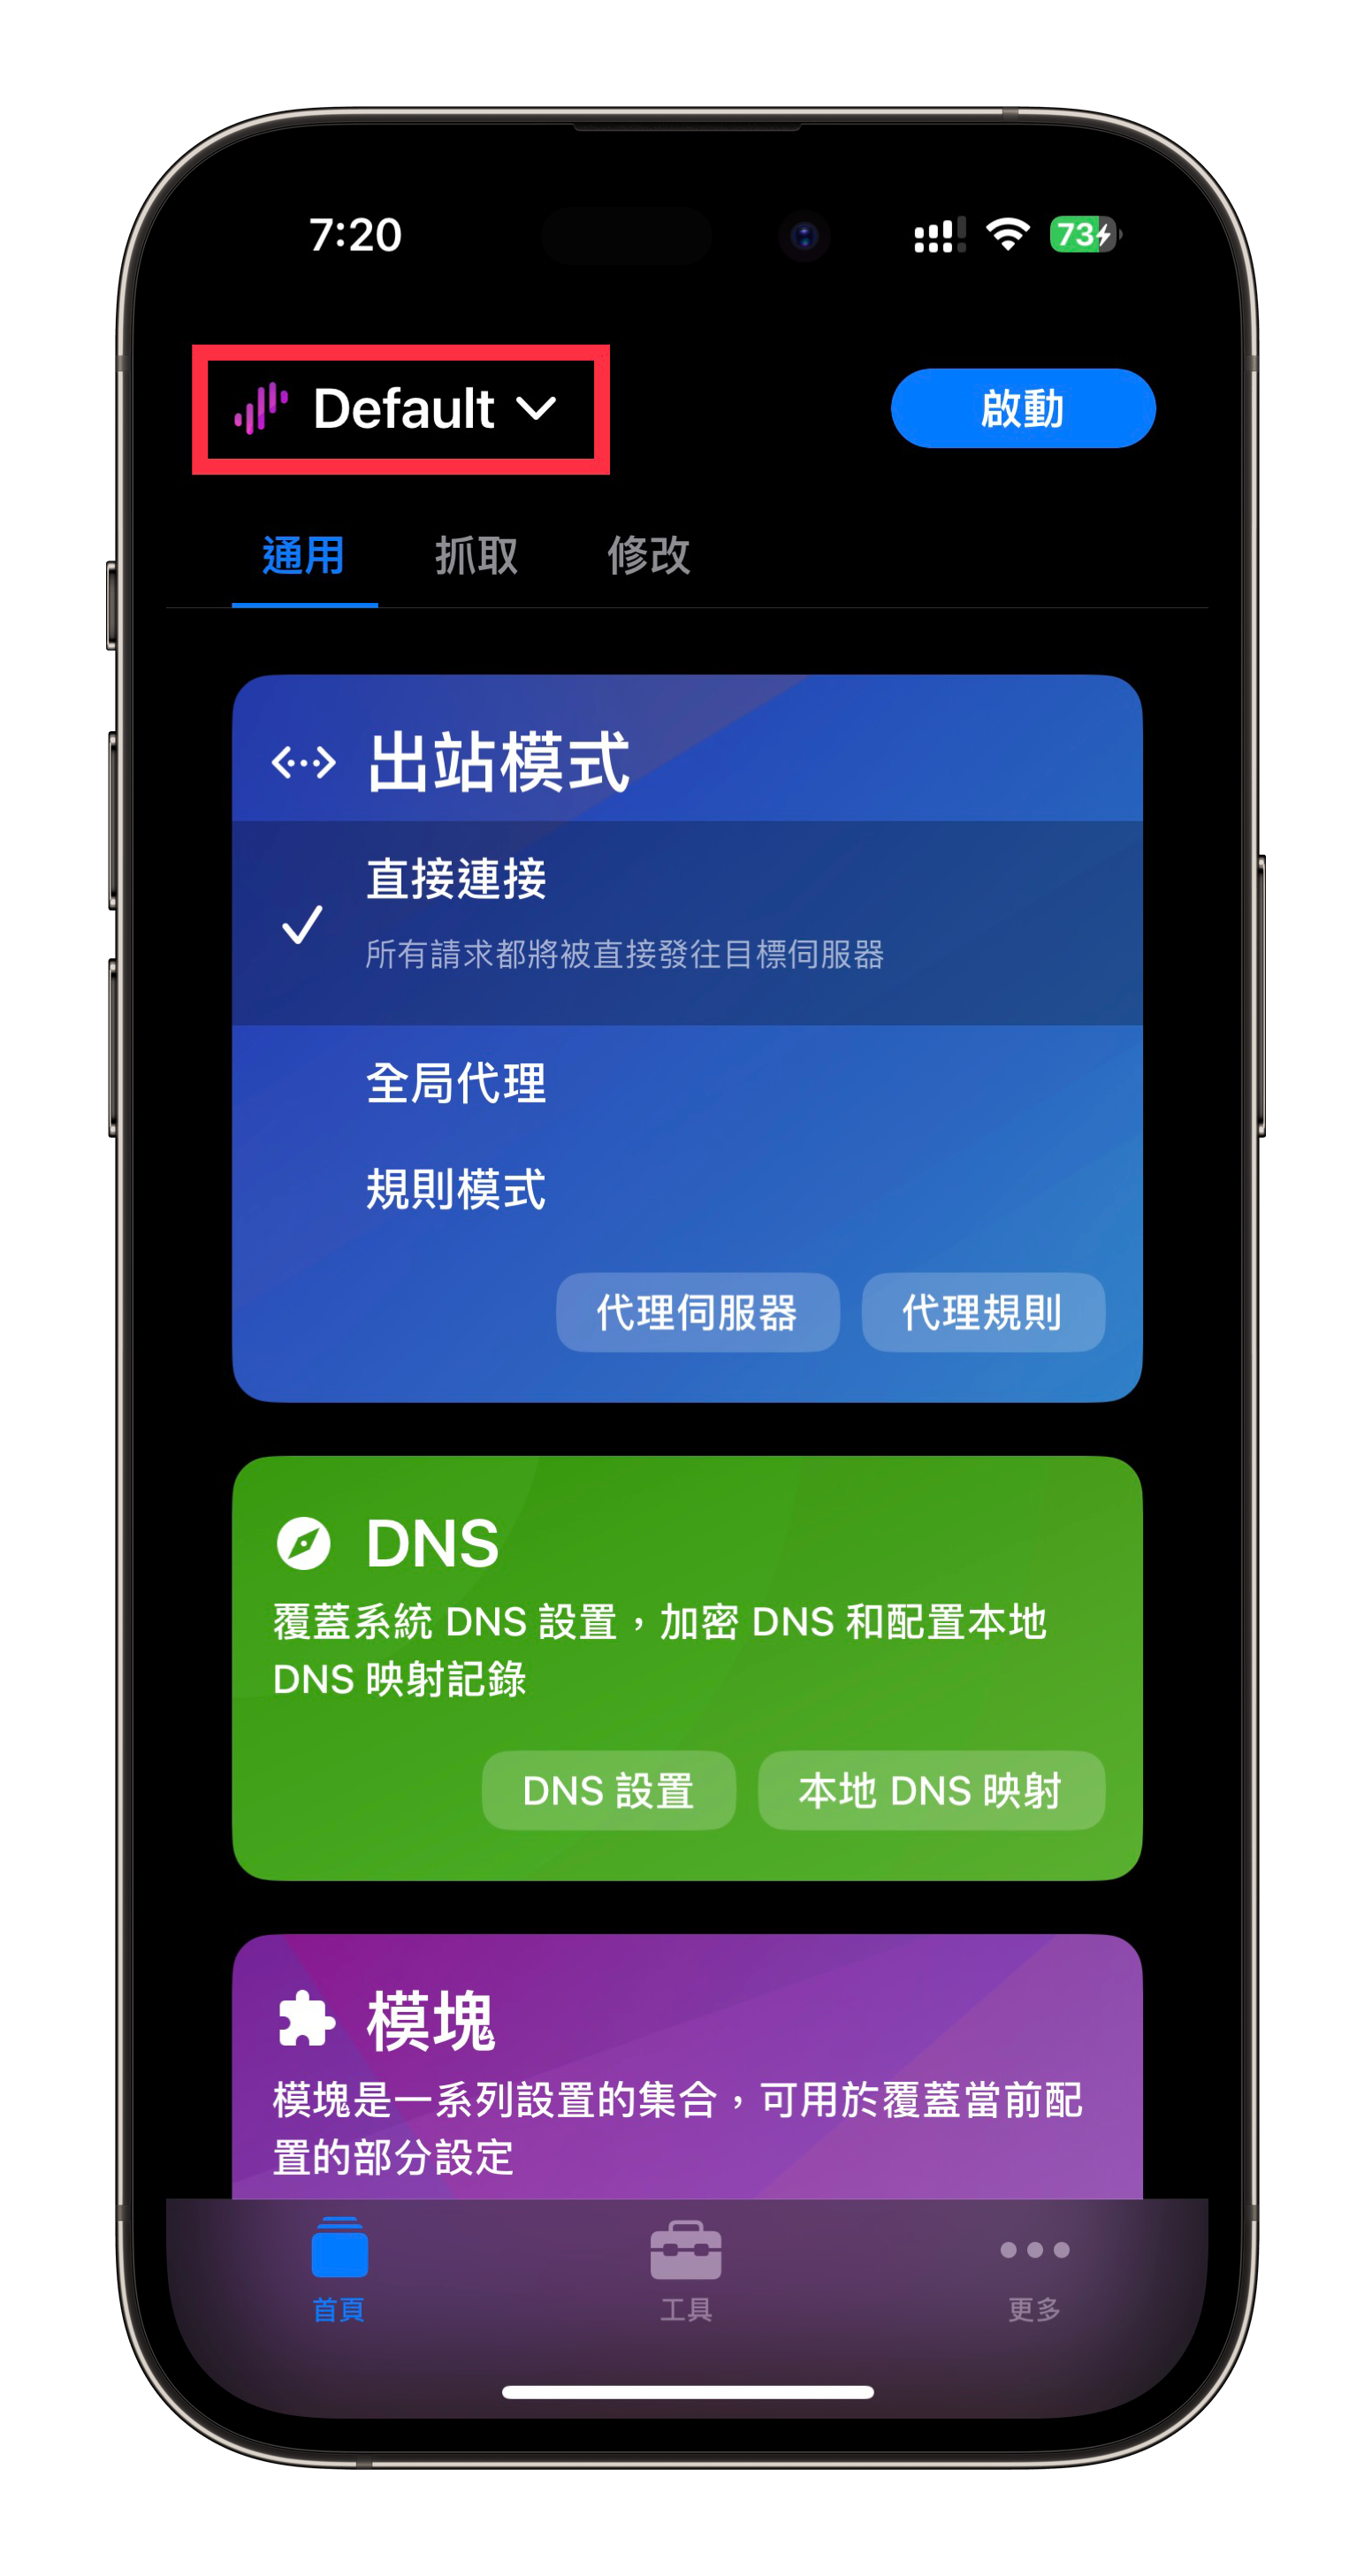 7:20
73
Default
啟動
通用 抓取 修改
出站模式
直接連接
所有請求都將被直接發往目標伺服器
全局代理
規則模式
代理伺服器 代理規則
DNS
覆蓋系統 DNS 設置，加密 DNS 和配置本地
DNS 映射記錄
DNS 設置 本地 DNS 映射
模塊
模塊是一系列設置的集合，可用於覆蓋當前配
置的部分設定
首頁 工具 更多